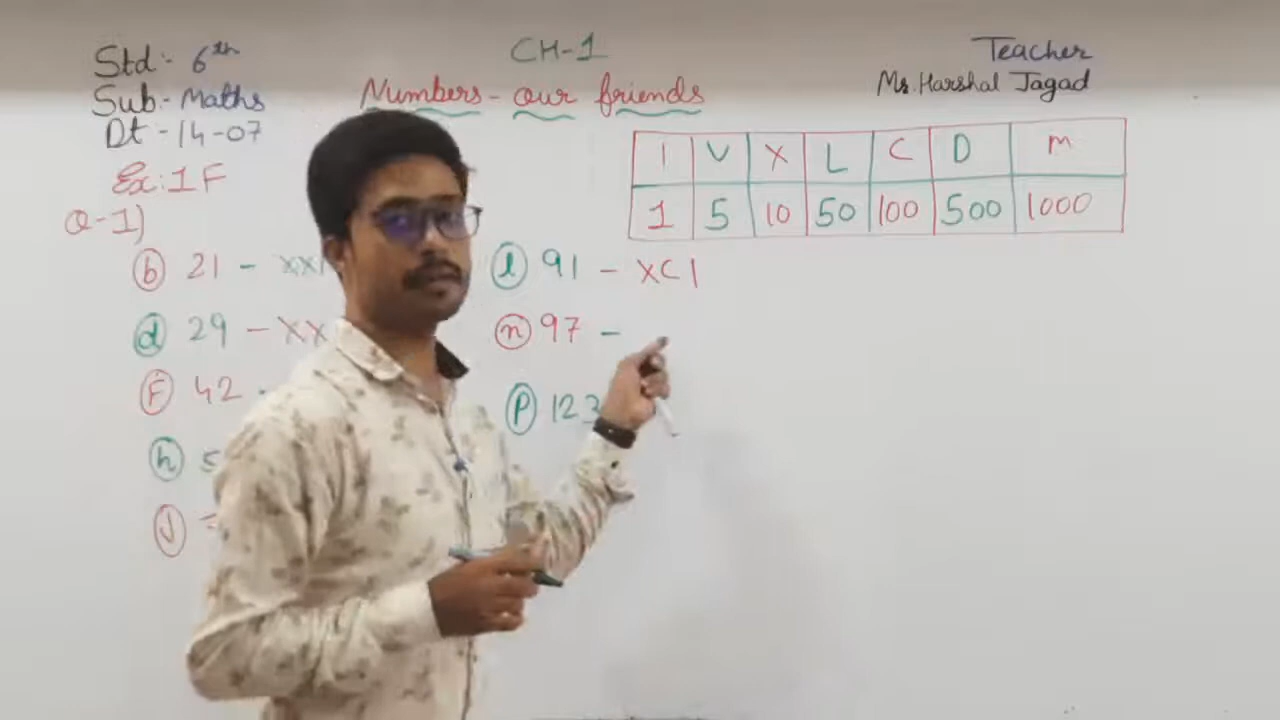 Std:- 6th
Sub-Maths
Dt-14-07
CH-1
Numbers-our friends
Teacher
Mr. Harshal Jagad
Ex:1F
Q-1)
I V X L C D M
1 5 10 50 100 500 1000
b 21 - XXI
d 29 - XX
F 42 -
h 5
J
l 91 - XCI
n 97 -
P 123